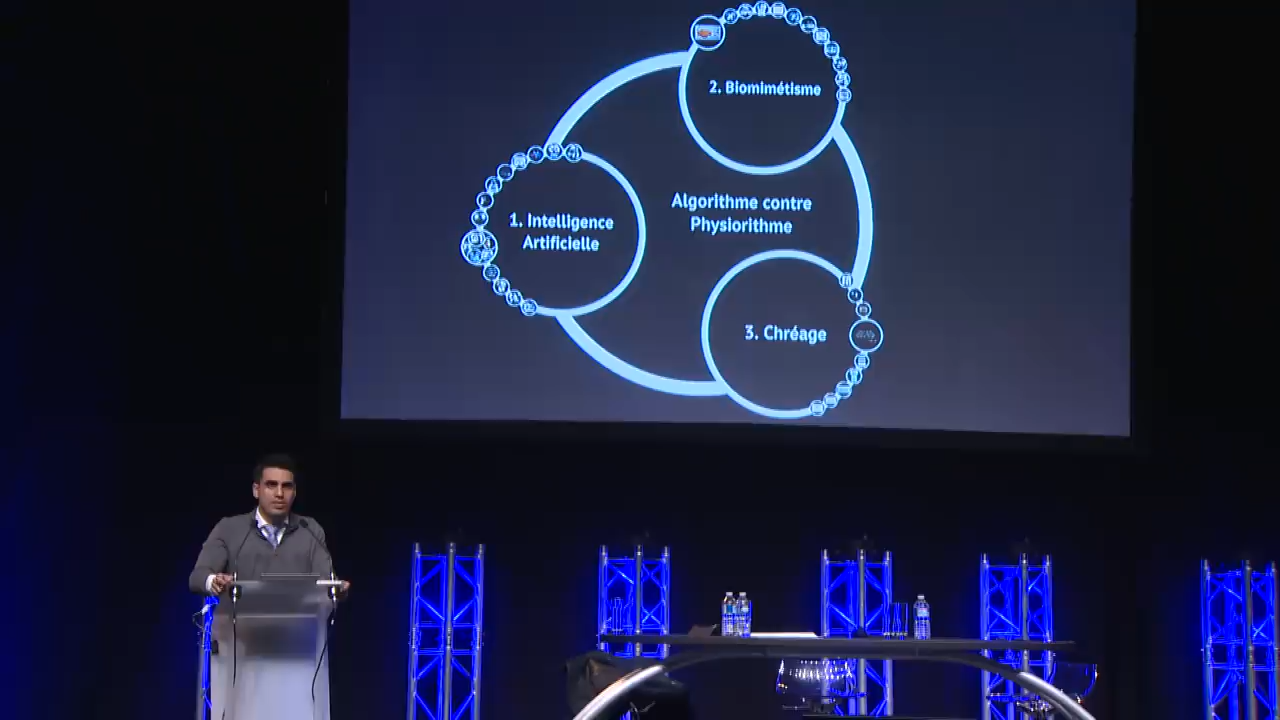 2. Biomimétisme
Algorithme contre
Physiorithme
1. Intelligence
Artificielle
3. Chréage